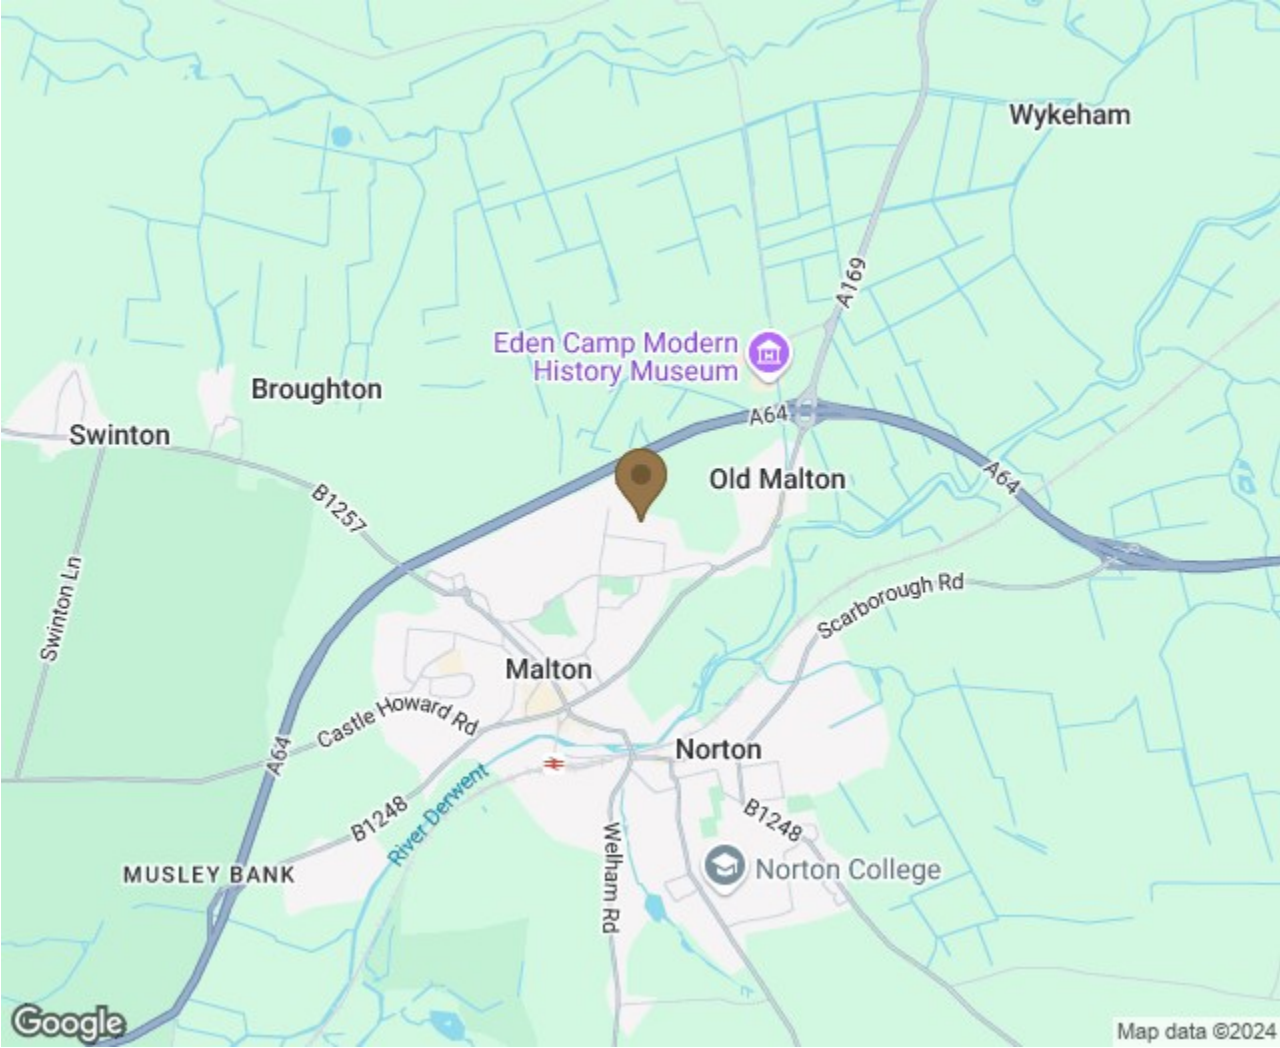 Wykeham
A169
Eden Camp Modern
History Museum
Broughton
A64
Swinton
Old Malton
A64
B1257
Scarborough Rd
Swinton Ln
Malton
Castle Howard Rd
Norton
A64
River Derwent
B1248
B1248
Welham Rd
MUSLEY BANK
Norton College
Google
Map data ©2024